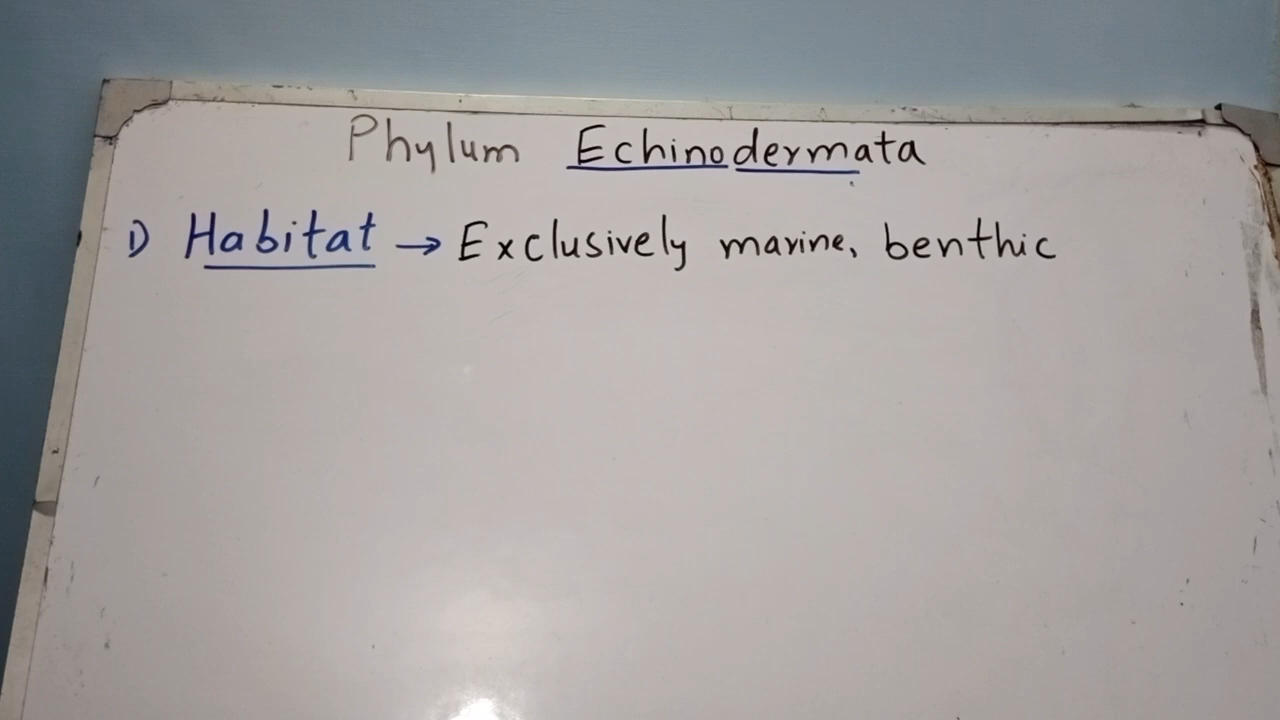 Phylum Echinodermata
1) Habitat → Exclusively marine, benthic